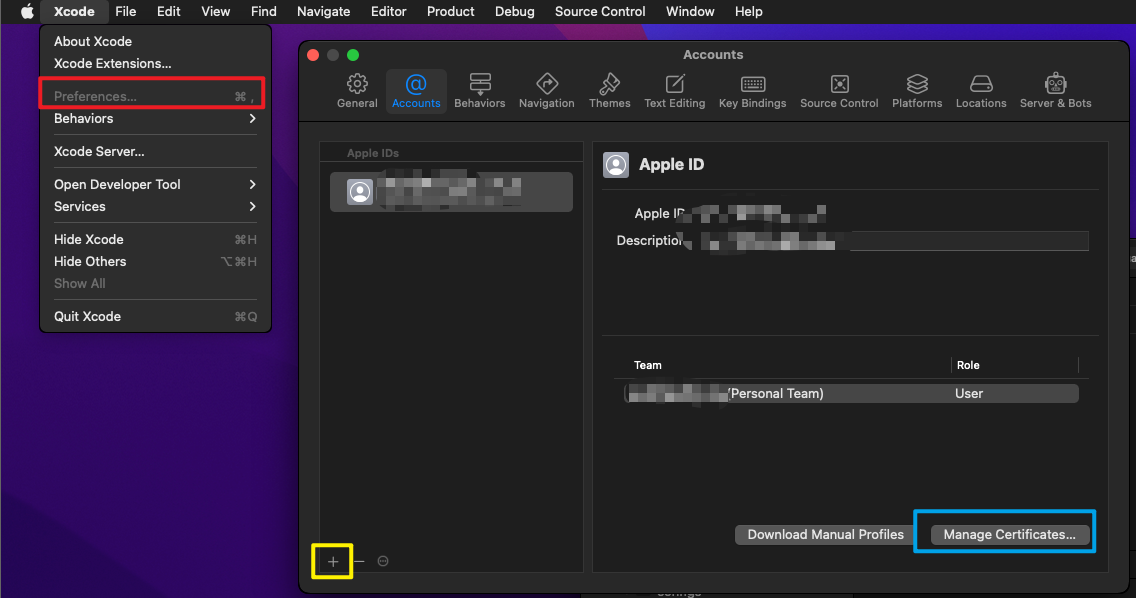 Xcode File Edit View Find Navigate Editor Product Debug Source Control Window Help
About Xcode
Xcode Extensions...
Preferences... ⌘ ,
Behaviors
Xcode Server...
Open Developer Tool
Services
Hide Xcode ⌘H
Hide Others ⌥⌘H
Show All
Quit Xcode ⌘Q
Accounts
General Accounts Behaviors Navigation Themes Text Editing Key Bindings Source Control Platforms Locations Server & Bots
Apple IDs
Apple ID
Apple ID
Description
Team Role
(Personal Team) User
Download Manual Profiles Manage Certificates...